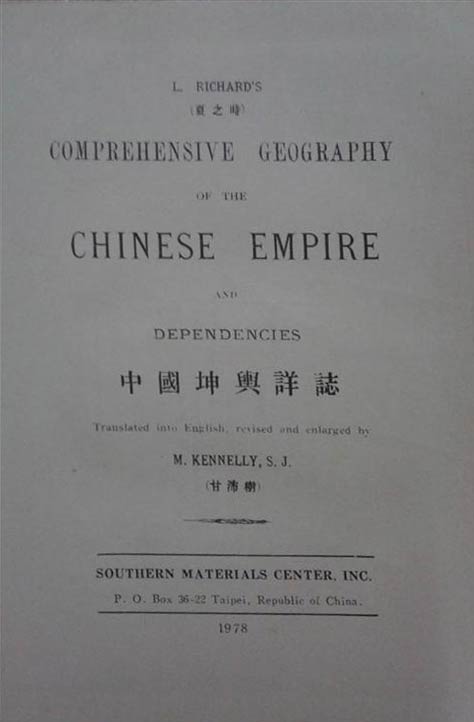 L. RICHARD'S
(夏之時)
COMPREHENSIVE GEOGRAPHY
OF THE
CHINESE EMPIRE
AND
DEPENDENCIES
中國坤輿詳誌
Translated into English, revised and enlarged by
M. KENNELLY, S. J.
(甘沛樹)
SOUTHERN MATERIALS CENTER, INC.
P. O. Box 36-22 Taipei, Republic of China.
1978